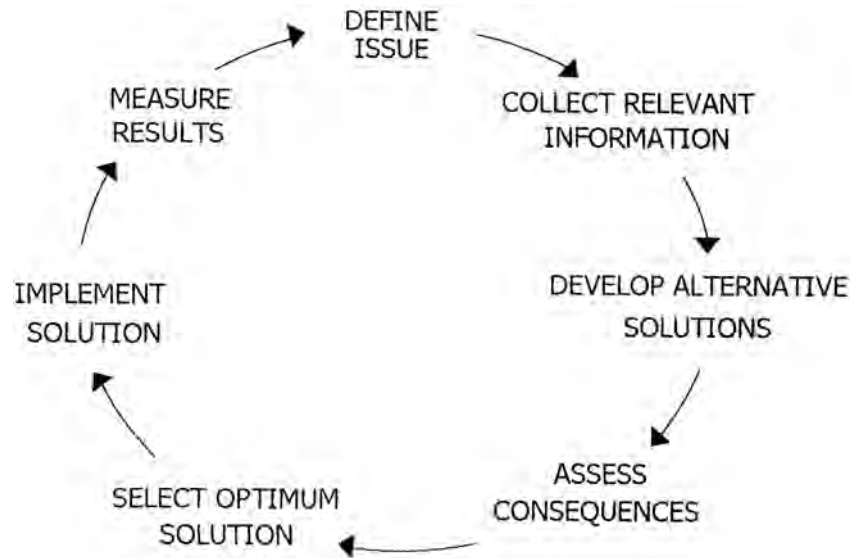 DEFINE
ISSUE
COLLECT RELEVANT
INFORMATION
DEVELOP ALTERNATIVE
SOLUTIONS
ASSESS
CONSEQUENCES
SELECT OPTIMUM
SOLUTION
IMPLEMENT
SOLUTION
MEASURE
RESULTS